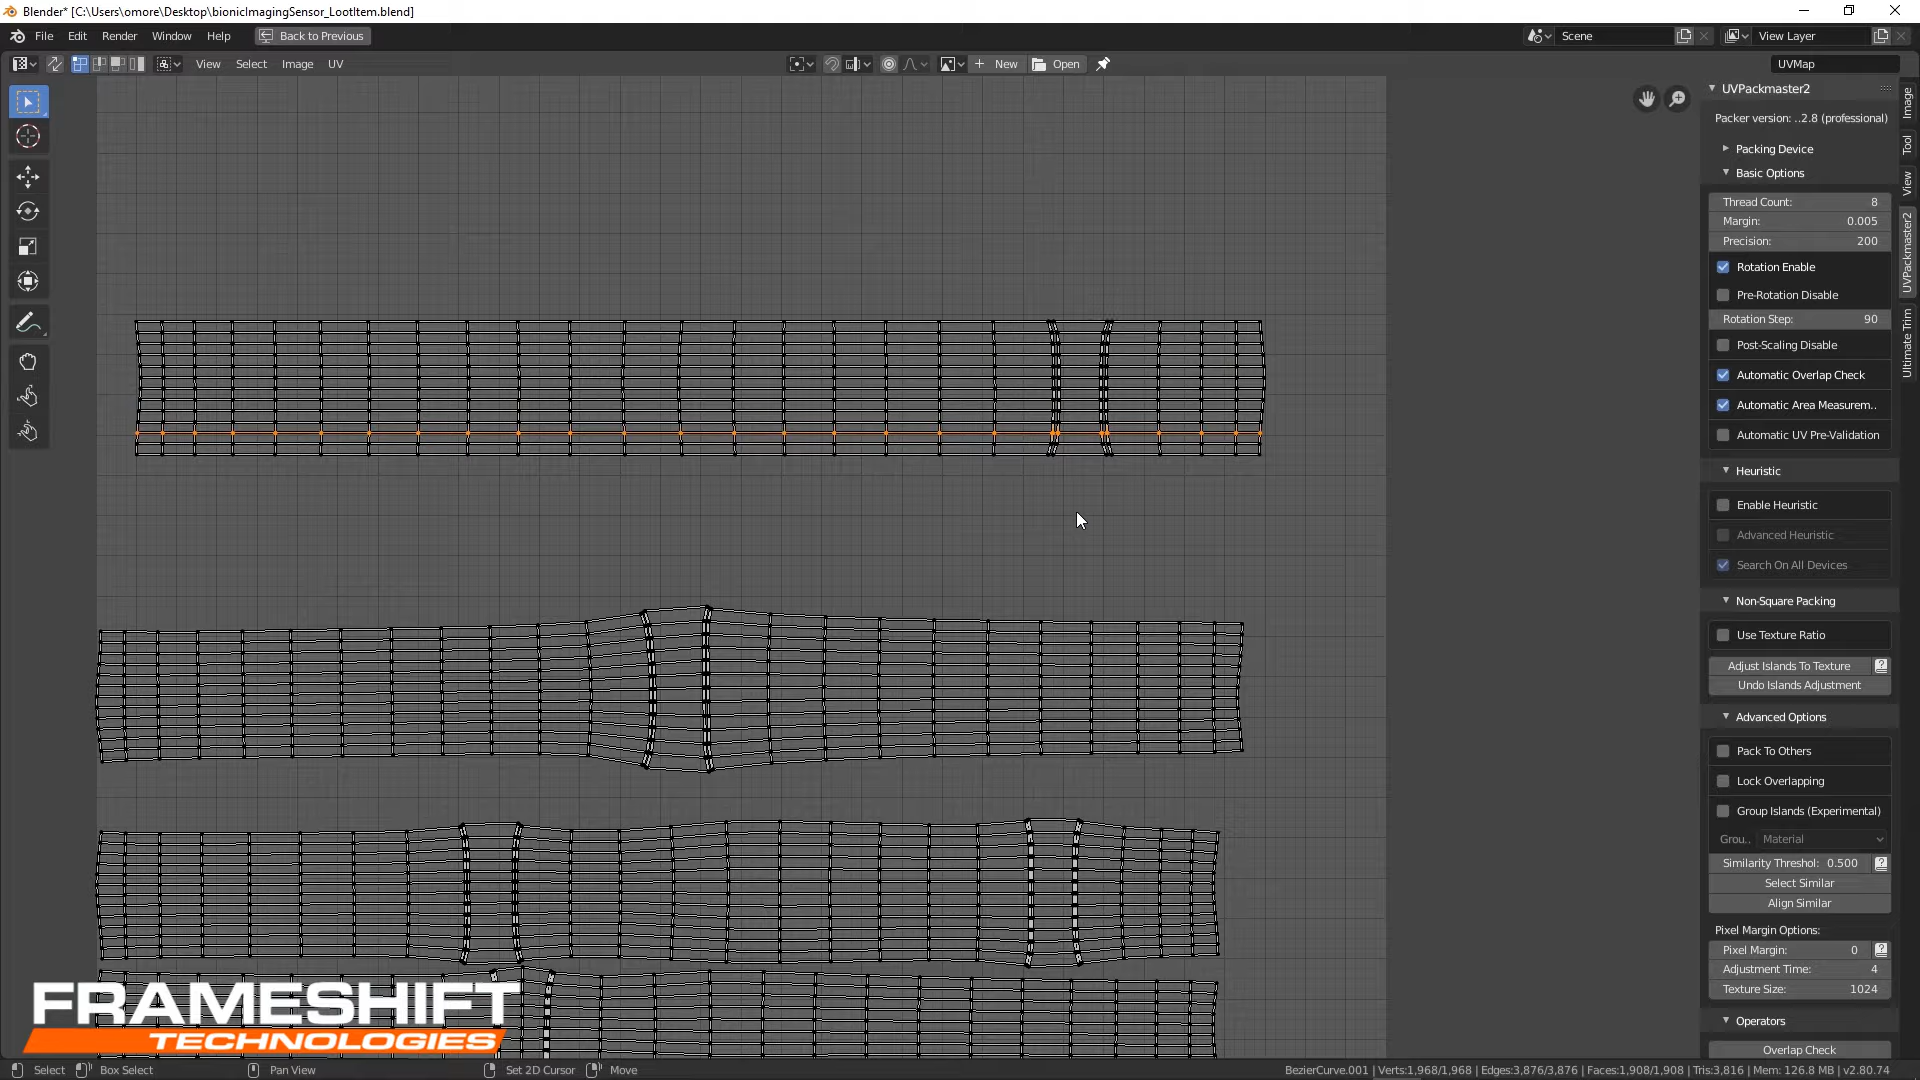 Blender* [C:\Users\omore\Desktop\bionicImagingSensor_LootItem.blend]
File Edit Render Window Help Back to Previous Scene View Layer
View Select Image UV New Open UVMap
UVPackmaster2
Packer version: ..2.8 (professional)
Packing Device
Basic Options
Thread Count: 8
Margin: 0.005
Precision: 200
Rotation Enable
Pre-Rotation Disable
Rotation Step: 90
Post-Scaling Disable
Automatic Overlap Check
Automatic Area Measurem..
Automatic UV Pre-Validation
Heuristic
Enable Heuristic
Advanced Heuristic
Search On All Devices
Non-Square Packing
Use Texture Ratio
Adjust Islands To Texture
Undo Islands Adjustment
Advanced Options
Pack To Others
Lock Overlapping
Group Islands (Experimental)
Grou.. Material
Similarity Threshol: 0.500
Select Similar
Align Similar
Pixel Margin Options:
Pixel Margin: 0
Adjustment Time: 4
Texture Size: 1024
Operators
Overlap Check
Image
Tool
View
UVPackmaster2
Ultimate Trim
FRAMESHIFT
TECHNOLOGIES
Select Box Select Pan View Set 2D Cursor Move BezierCurve.001 | Verts:1,968/1,968 | Edges:3,876/3,876 | Faces:1,908/1,908 | Tris:3,816 | Mem: 126.8 MB | v2.80.74